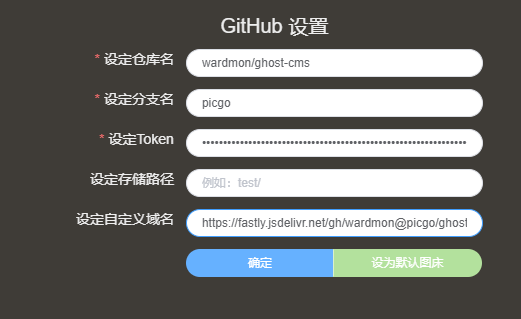 GitHub 设置
* 设定仓库名 wardmon/ghost-cms
* 设定分支名 picgo
* 设定Token ••••••••••••••••••••••••••••••••••••••••••••••••••••••••••••••
设定存储路径 例如：test/
设定自定义域名 https://fastly.jsdelivr.net/gh/wardmon@picgo/ghost
确定 设为默认图床